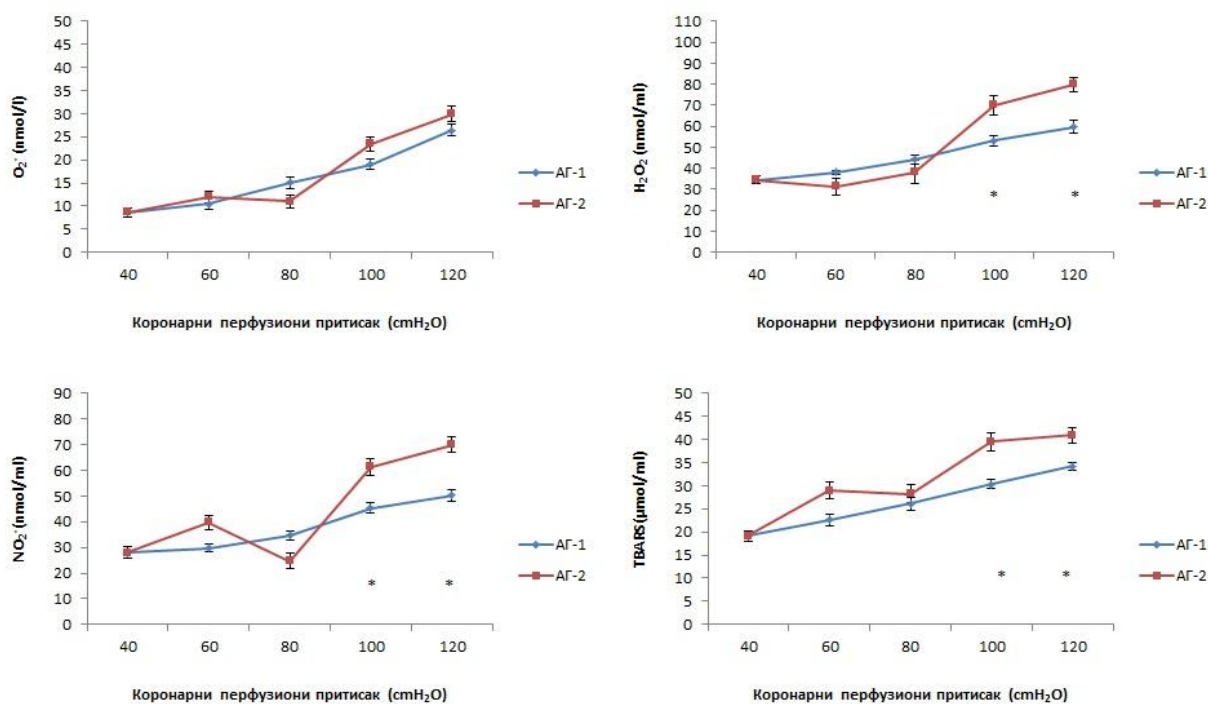 50
45
40
35
30
25
20
15
10
5
0
O₂⁻ (nmol/l)
40 60 80 100 120
Коронарни перфузиони притисак (cmH₂O)
АГ-1
АГ-2
110
100
90
80
70
60
50
40
30
20
10
0
H₂O₂ (nmol/ml)
* *
40 60 80 100 120
Коронарни перфузиони притисак (cmH₂O)
АГ-1
АГ-2
90
80
70
60
50
40
30
20
10
0
NO₂⁻(nmol/ml)
* *
40 60 80 100 120
Коронарни перфузиони притисак (cmH₂O)
АГ-1
АГ-2
50
45
40
35
30
25
20
15
10
5
0
TBARS(µmol/ml)
* *
40 60 80 100 120
Коронарни перфузиони притисак (cmH₂O)
АГ-1
АГ-2